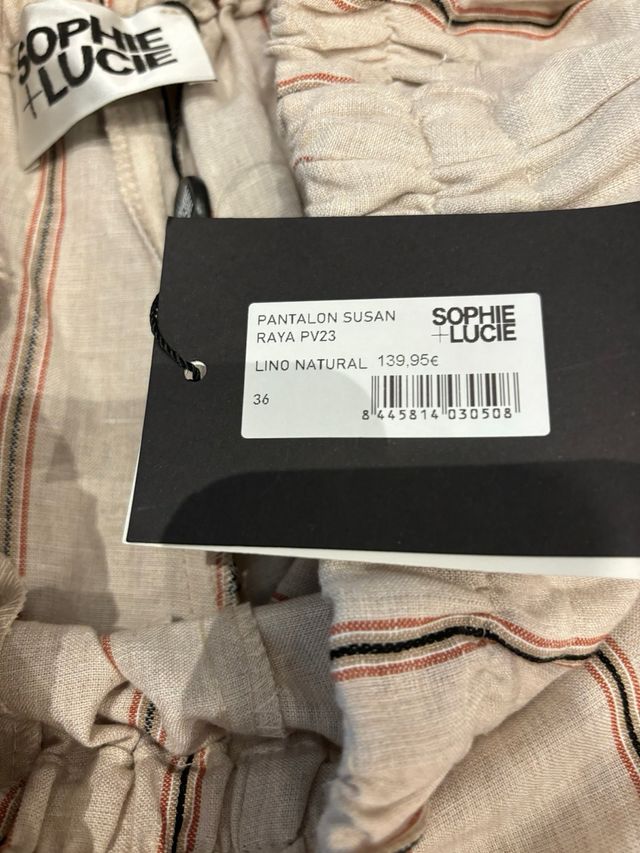 SOPHIE
+LUCIE
PANTALON SUSAN
RAYA PV23
SOPHIE
+LUCIE
LINO NATURAL 139,95€
36
8 445814 030508